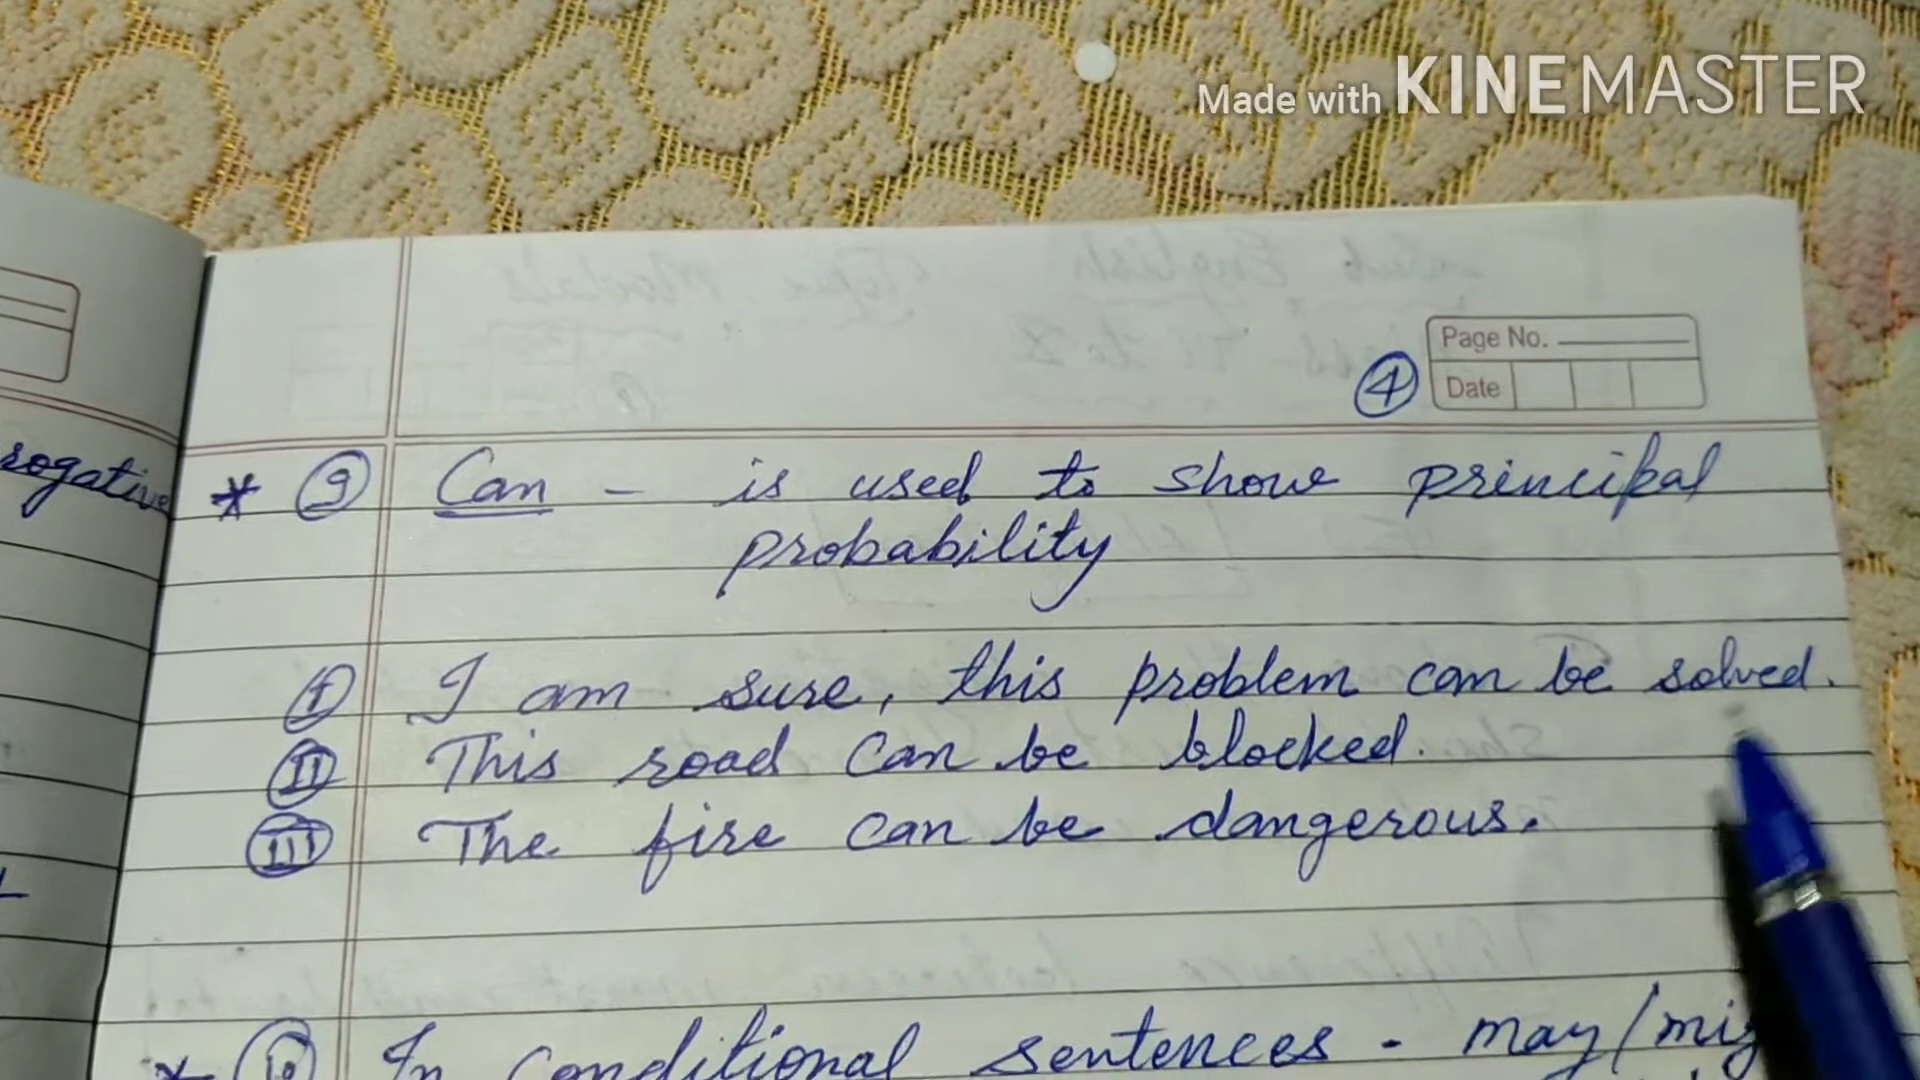 Made with KINEMASTER
Page No.
④ Date
rogative
* ⑨ Can - is used to show principal
probability
Ⓘ I am sure, this problem can be solved.
II This road can be blocked.
III The fire can be dangerous.
* ⑩ In conditional sentences - may/mig